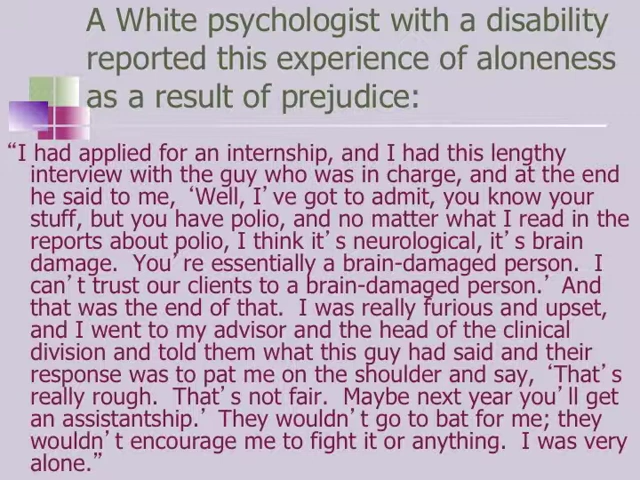 A White psychologist with a disability
reported this experience of aloneness
as a result of prejudice:
“I had applied for an internship, and I had this lengthy
interview with the guy who was in charge, and at the end
he said to me, ‘Well, I’ve got to admit, you know your
stuff, but you have polio, and no matter what I read in the
reports about polio, I think it’s neurological, it’s brain
damage. You’re essentially a brain-damaged person. I
can’t trust our clients to a brain-damaged person.’ And
that was the end of that. I was really furious and upset,
and I went to my advisor and the head of the clinical
division and told them what this guy had said and their
response was to pat me on the shoulder and say, ‘That’s
really rough. That’s not fair. Maybe next year you’ll get
an assistantship.’ They wouldn’t go to bat for me; they
wouldn’t encourage me to fight it or anything. I was very
alone.”